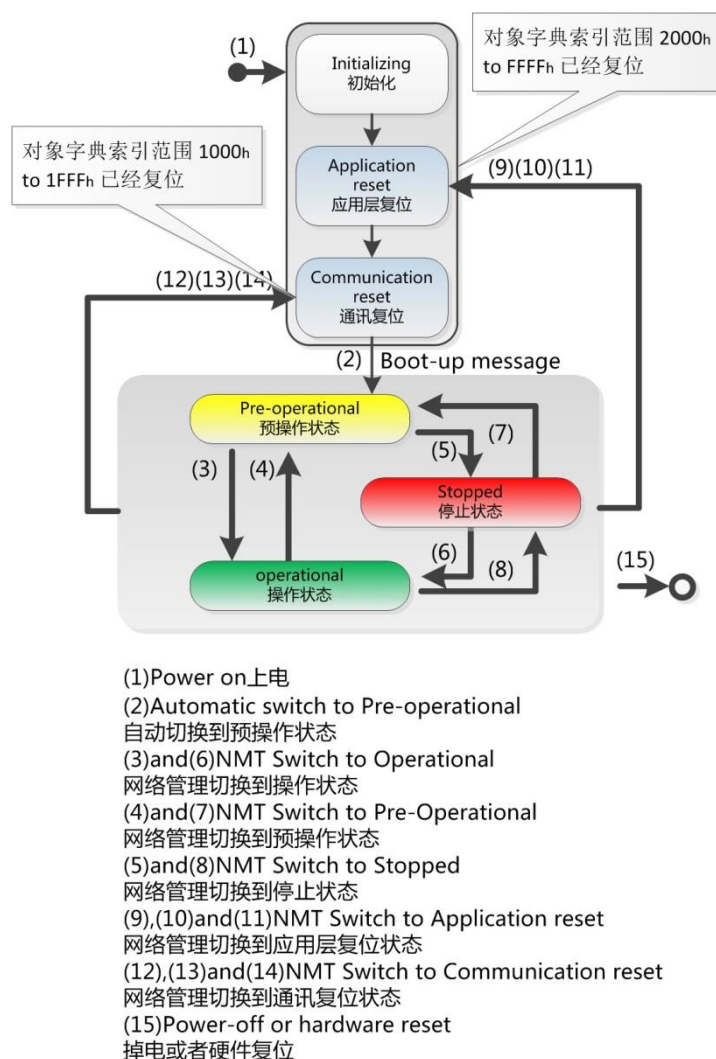 (1)
Initializing
初始化
对象字典索引范围 2000h
to FFFFh 已经复位
对象字典索引范围 1000h
to 1FFFh 已经复位
Application
reset
应用层复位
(9)(10)(11)
Communication
reset
通讯复位
(12)(13)(14)
(2)
Boot-up message
Pre-operational
预操作状态
(3)
(4)
(5)
(7)
Stopped
停止状态
(6)
(8)
operational
操作状态
(15)
(1)Power on上电
(2)Automatic switch to Pre-operational
自动切换到预操作状态
(3)and(6)NMT Switch to Operational
网络管理切换到操作状态
(4)and(7)NMT Switch to Pre-Operational
网络管理切换到预操作状态
(5)and(8)NMT Switch to Stopped
网络管理切换到停止状态
(9),(10)and(11)NMT Switch to Application reset
网络管理切换到应用层复位状态
(12),(13)and(14)NMT Switch to Communication reset
网络管理切换到通讯复位状态
(15)Power-off or hardware reset
掉电或者硬件复位